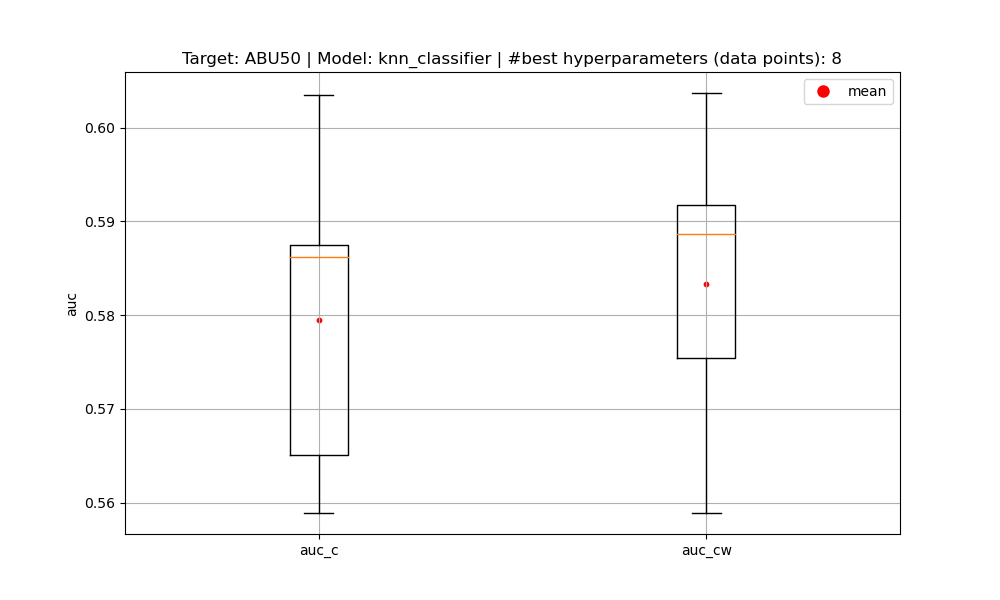 Target: ABU50 | Model: knn_classifier | #best hyperparameters (data points): 8
mean
0.60
0.59
0.58
0.57
0.56
auc
auc_c
auc_cw